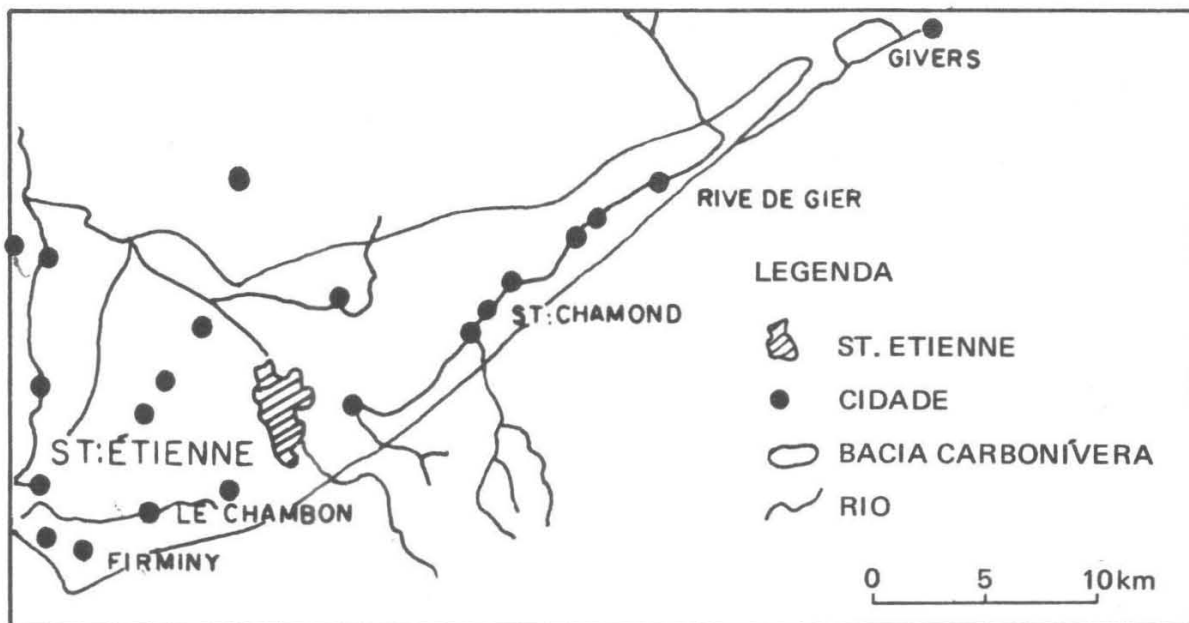 GIVERS
RIVE DE GIER
ST:CHAMOND
ST:ÉTIENNE
LE CHAMBON
FIRMINY
LEGENDA
ST. ETIENNE
CIDADE
BACIA CARBONÍVERA
RIO
0 5 10km